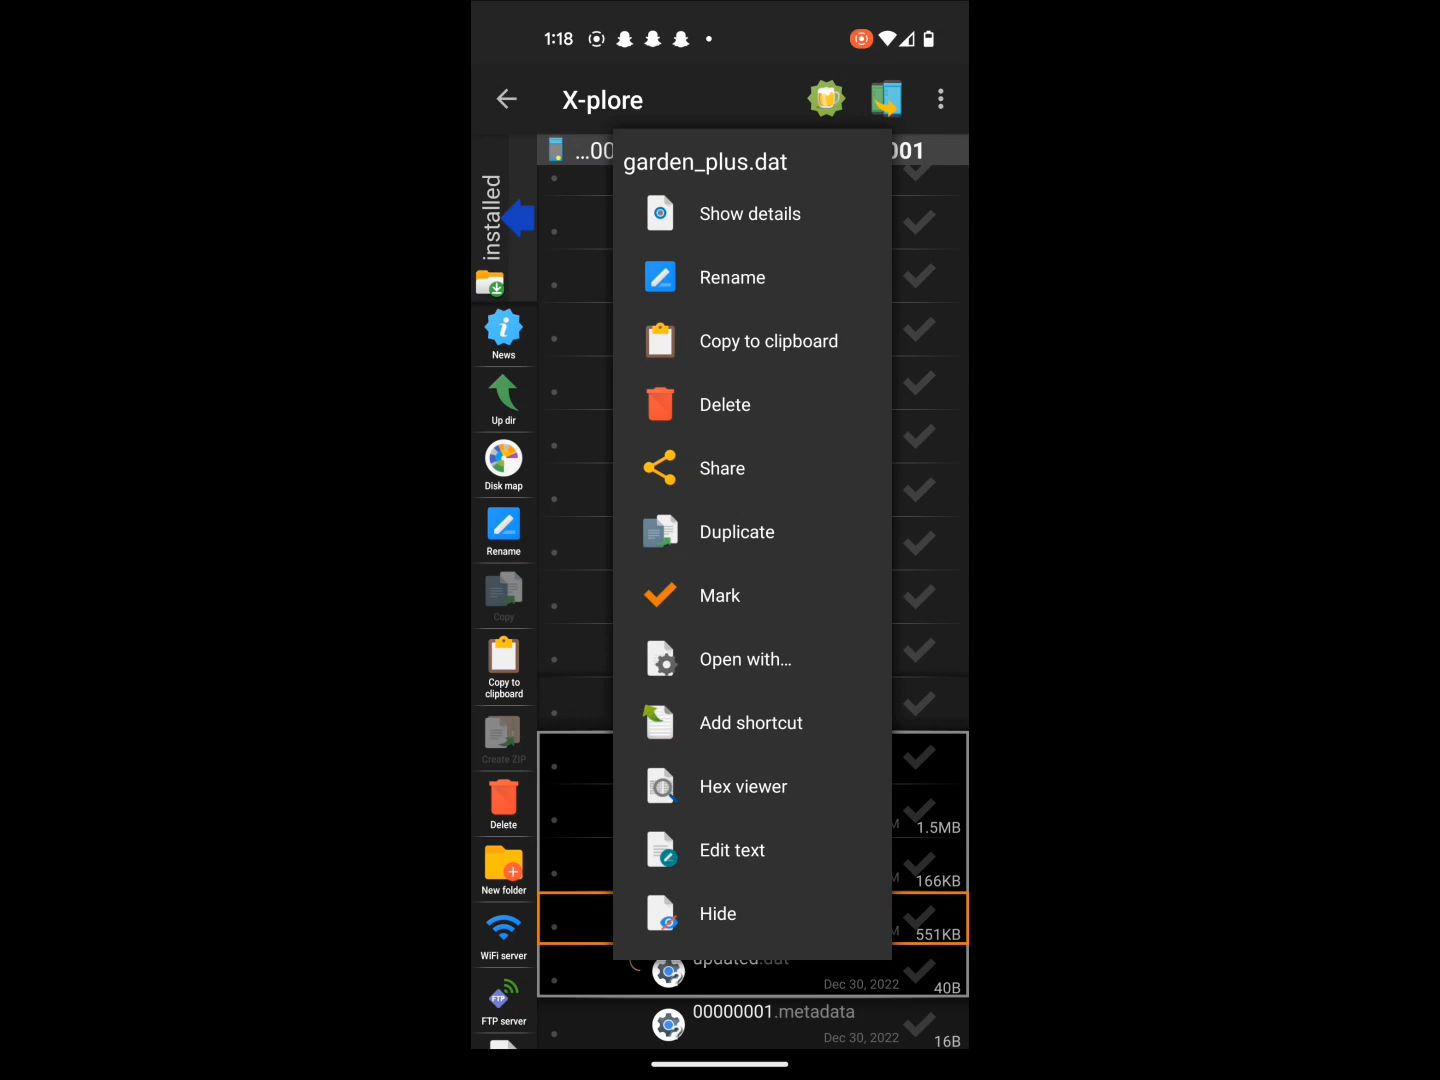 1:18
X-plore
...00
001
installed
garden_plus.dat
Show details
Rename
Copy to clipboard
Delete
Share
Duplicate
Mark
Open with...
Add shortcut
Hex viewer
Edit text
Hide
News
Up dir
Disk map
Rename
Copy
Copy to
clipboard
Create ZIP
Delete
New folder
WiFi server
FTP
FTP server
M 1.5MB
M 166KB
M 551KB
updated.dat
Dec 30, 2022 40B
00000001.metadata
Dec 30, 2022 16B